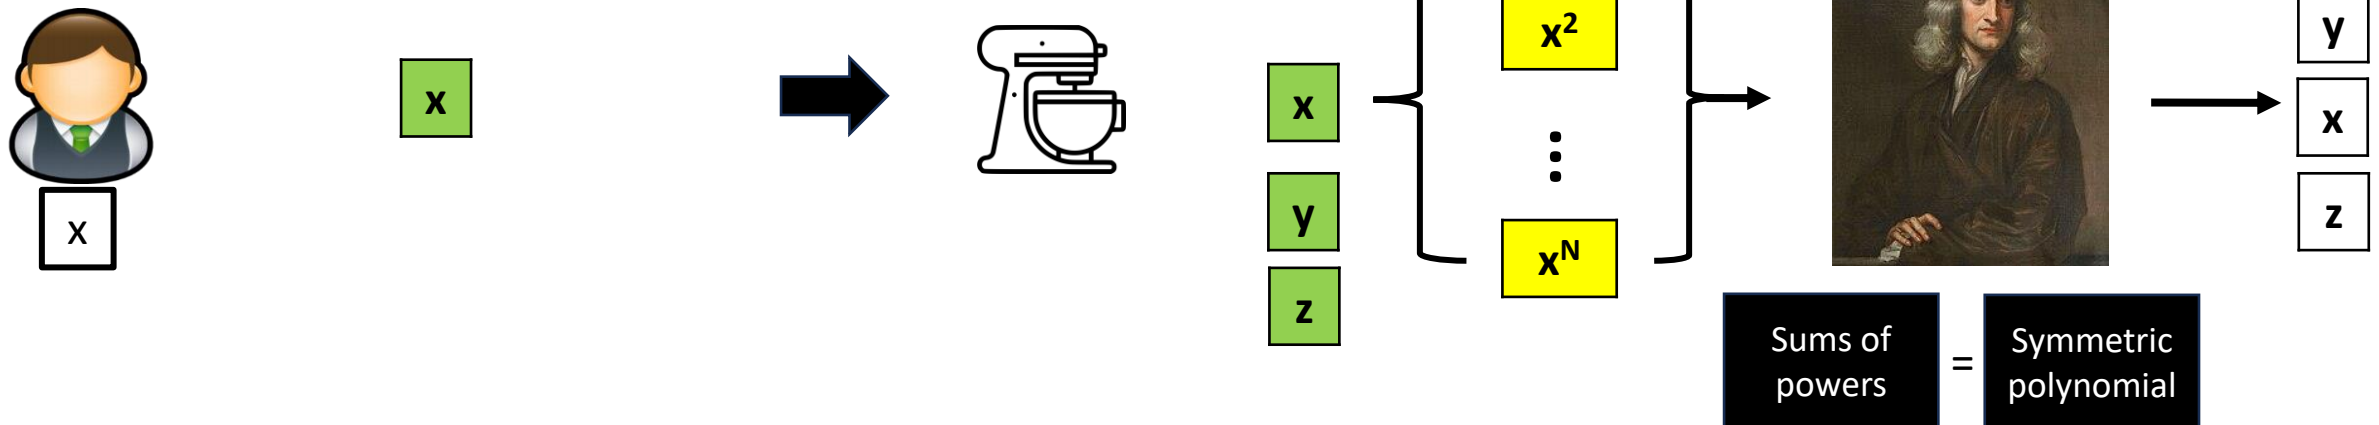 x
x
x
y
z
x²
⋮
xᴺ
y
x
z
Sums of
powers
=
Symmetric
polynomial